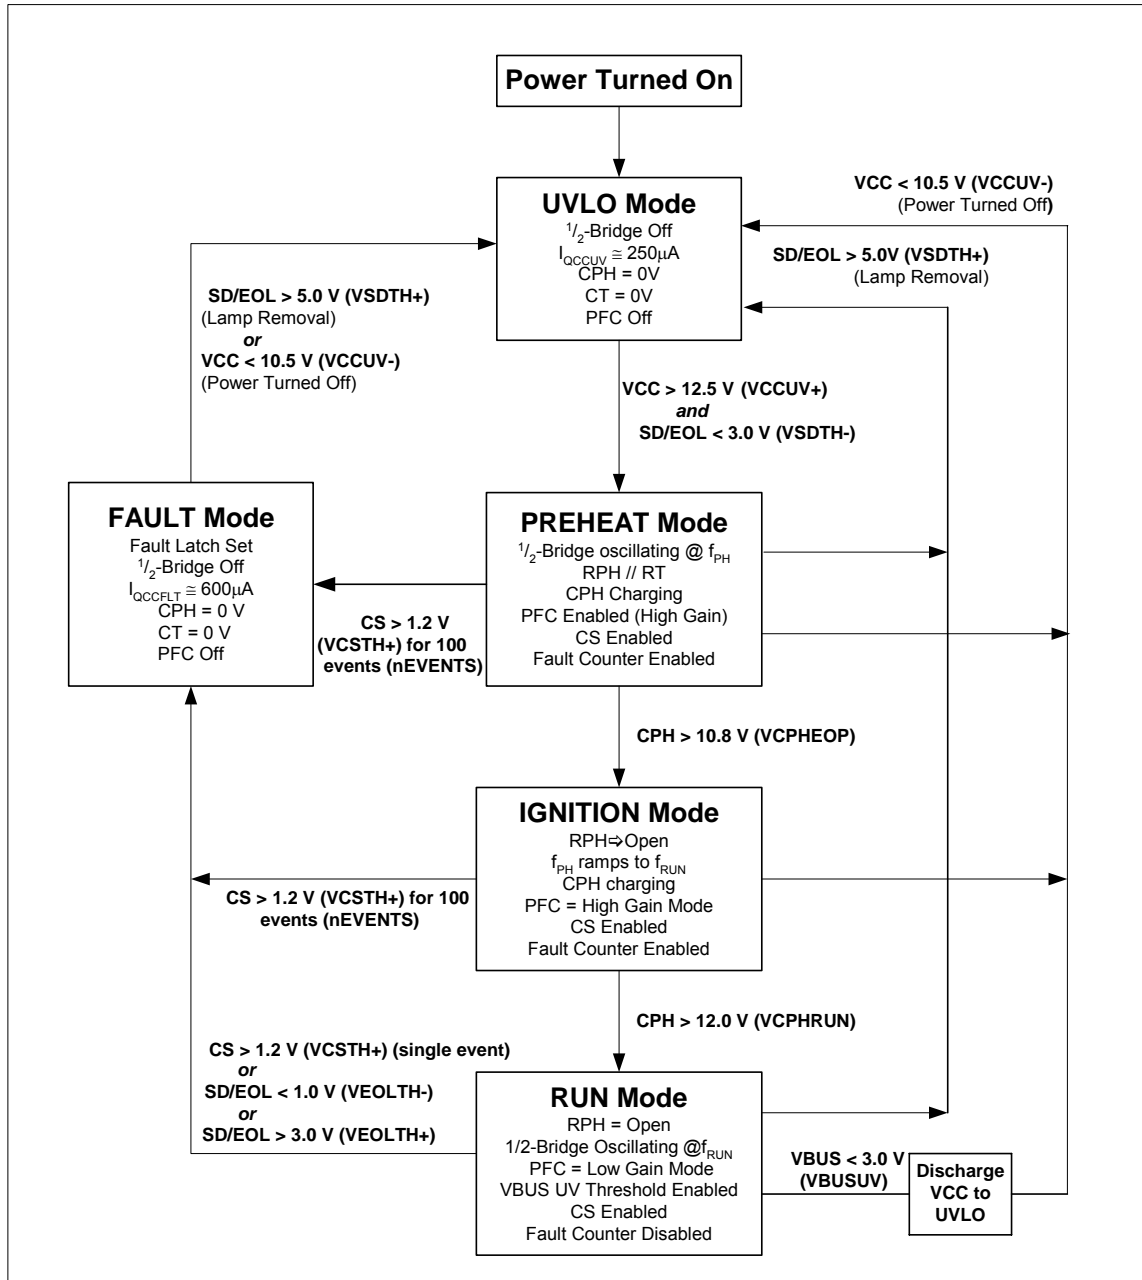 Power Turned On
UVLO Mode
1/2-Bridge Off
IQCCUV ≅ 250μA
CPH = 0V
CT = 0V
PFC Off
VCC < 10.5 V (VCCUV-)
(Power Turned Off)
SD/EOL > 5.0V (VSDTH+)
(Lamp Removal)
SD/EOL > 5.0 V (VSDTH+)
(Lamp Removal)
or
VCC < 10.5 V (VCCUV-)
(Power Turned Off)
VCC > 12.5 V (VCCUV+)
and
SD/EOL < 3.0 V (VSDTH-)
FAULT Mode
Fault Latch Set
1/2-Bridge Off
IQCCFLT ≅ 600μA
CPH = 0 V
CT = 0 V
PFC Off
PREHEAT Mode
1/2-Bridge oscillating @ fPH
RPH // RT
CPH Charging
PFC Enabled (High Gain)
CS Enabled
Fault Counter Enabled
CS > 1.2 V
(VCSTH+) for 100
events (nEVENTS)
CPH > 10.8 V (VCPHEOP)
IGNITION Mode
RPH⇨Open
fPH ramps to fRUN
CPH charging
PFC = High Gain Mode
CS Enabled
Fault Counter Enabled
CS > 1.2 V (VCSTH+) for 100
events (nEVENTS)
CPH > 12.0 V (VCPHRUN)
CS > 1.2 V (VCSTH+) (single event)
or
SD/EOL < 1.0 V (VEOLTH-)
or
SD/EOL > 3.0 V (VEOLTH+)
RUN Mode
RPH = Open
1/2-Bridge Oscillating @fRUN
PFC = Low Gain Mode
VBUS UV Threshold Enabled
CS Enabled
Fault Counter Disabled
VBUS < 3.0 V
(VBUSUV)
Discharge
VCC to
UVLO